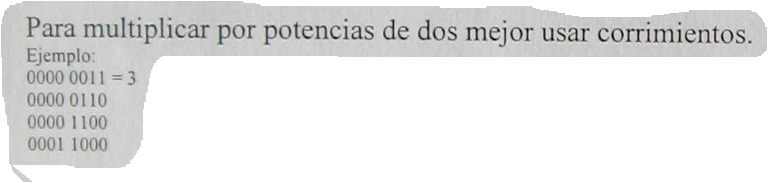 Para multiplicar por potencias de dos mejor usar corrimientos.
Ejemplo:
0000 0011 = 3
0000 0110
0000 1100
0001 1000